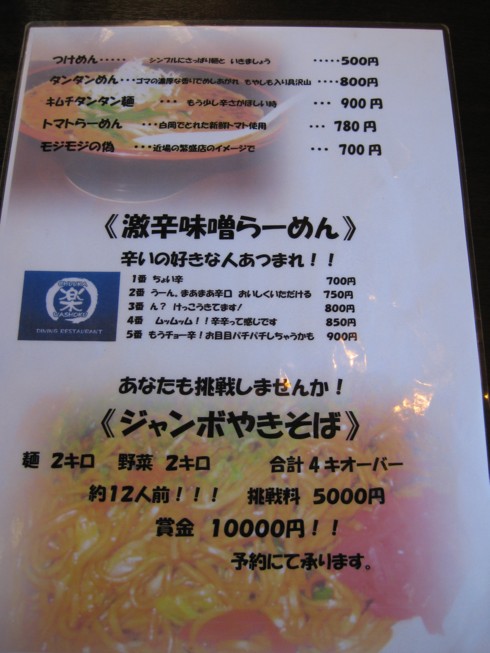 つけめん・・・・・ シンプルにさっぱり麺と いきましょう ・・・・・500円
タンタンめん・・・ゴマの濃厚な香りでめしあがれ もやしも入り具沢山・・・・800円
キムチタンタン麺 ・・・ もう少し辛さがほしい時 ・・・ 900円
トマトらーめん ・・・白岡でとれた新鮮トマト使用 ・・・ 780円
モジモジの偽 ・・・近場の繁盛店のイメージで ・・・ 700円
《激辛味噌らーめん》
辛いの好きな人あつまれ！！
1番 ちょい辛 700円
2番 うーん、まあまあ辛口 おいしくいただける 750円
3番 ん？ けっこうきてます！ 800円
4番 ムッムッム！！辛辛って感じです 850円
5番 もうチョー辛！お目目パチパチしちゃうかも 900円
楽
あなたも挑戦しませんか！
《ジャンボやきそば》
麺 2キロ 野菜 2キロ 合計4キオーバー
約12人前！！！ 挑戦料 5000円
賞金 10000円！！
予約にて承ります。